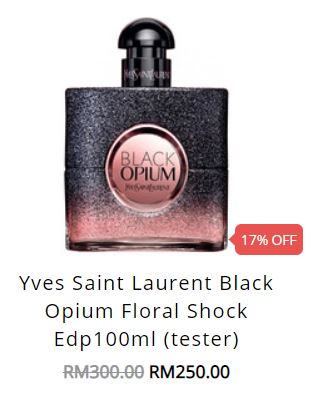 YVES SAINT LAURENT
BLACK
OPIUM
YVES SAINT LAURENT
17% OFF
Yves Saint Laurent Black
Opium Floral Shock
Edp100ml (tester)
RM300.00 RM250.00